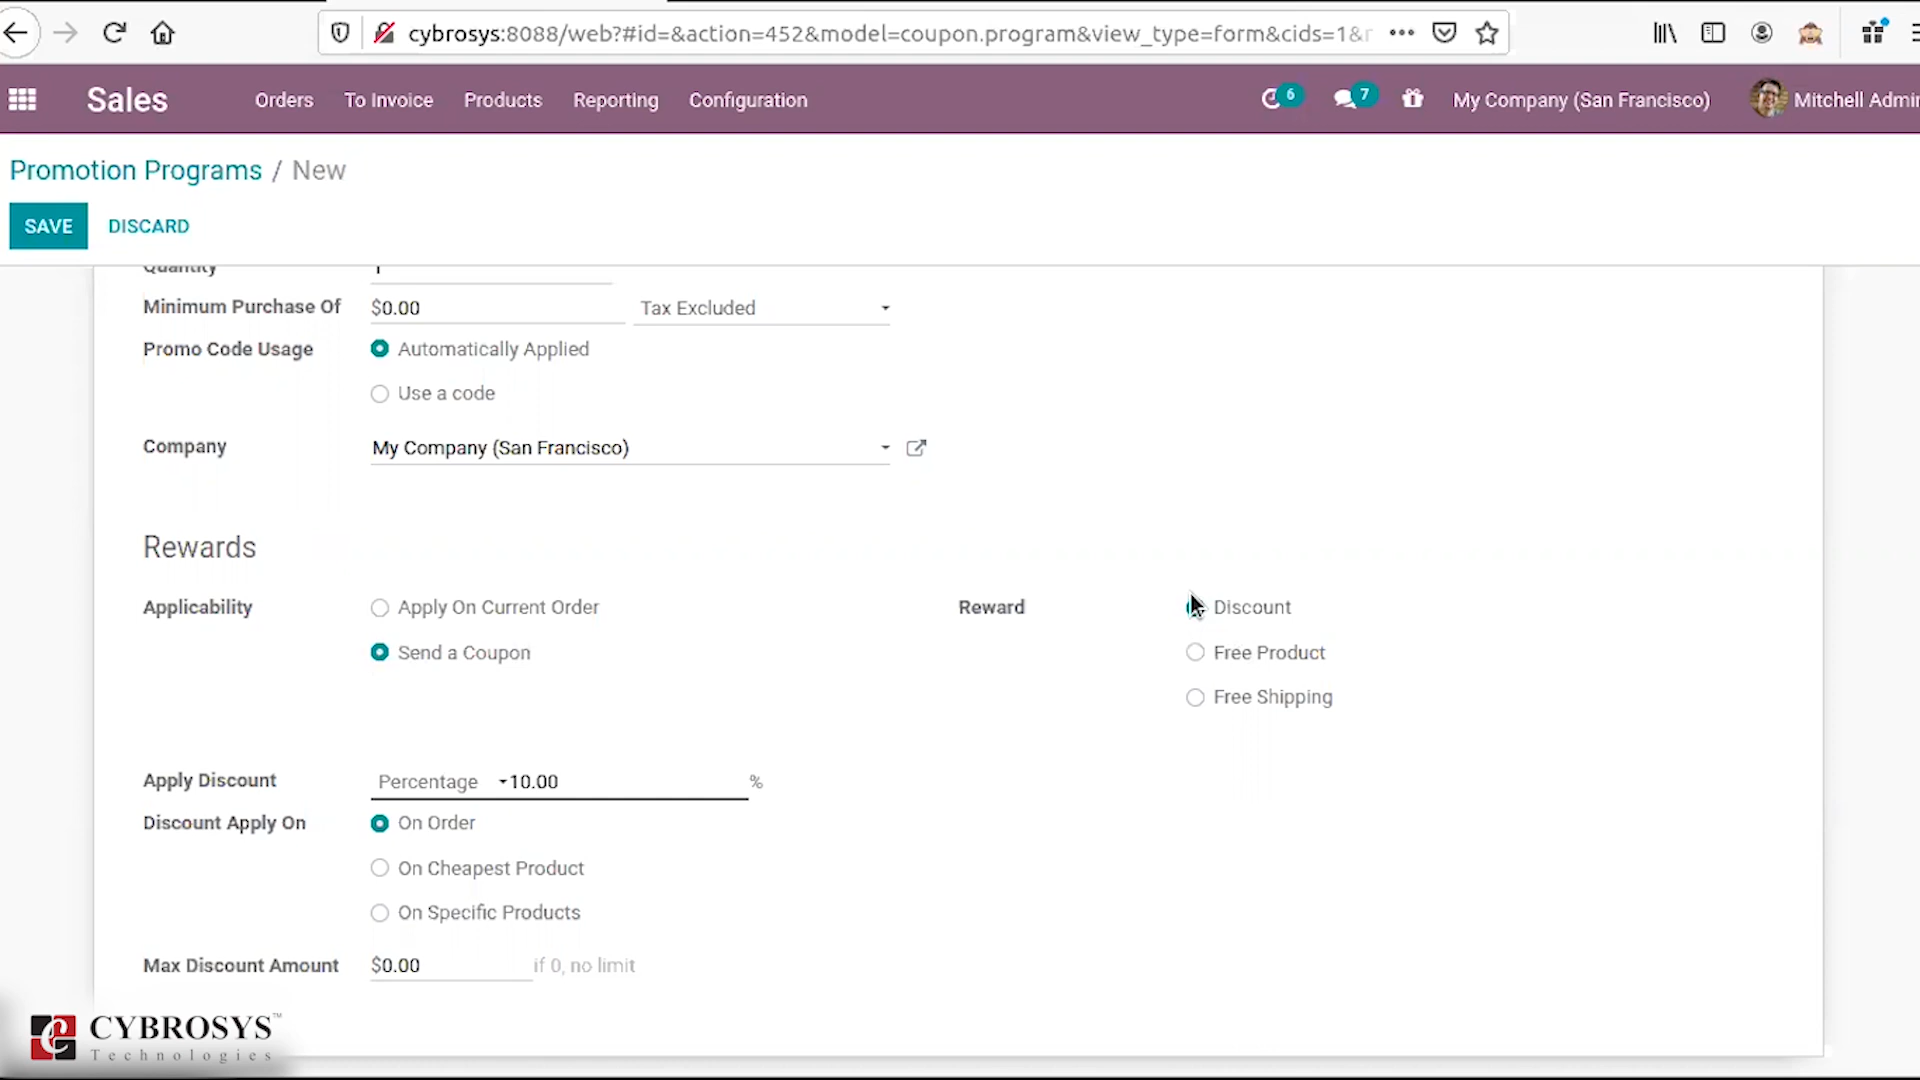 cybrosys:8088/web?#id=&action=452&model=coupon.program&view_type=form&cids=1&r
Sales Orders To Invoice Products Reporting Configuration 6 7 My Company (San Francisco) Mitchell Admin
Promotion Programs / New
SAVE DISCARD
Quantity 1
Minimum Purchase Of $0.00 Tax Excluded
Promo Code Usage Automatically Applied
Use a code
Company My Company (San Francisco)
Rewards
Applicability Apply On Current Order Reward Discount
Send a Coupon Free Product
Free Shipping
Apply Discount Percentage 10.00 %
Discount Apply On On Order
On Cheapest Product
On Specific Products
Max Discount Amount $0.00 if 0, no limit
CYBROSYS™
Technologies